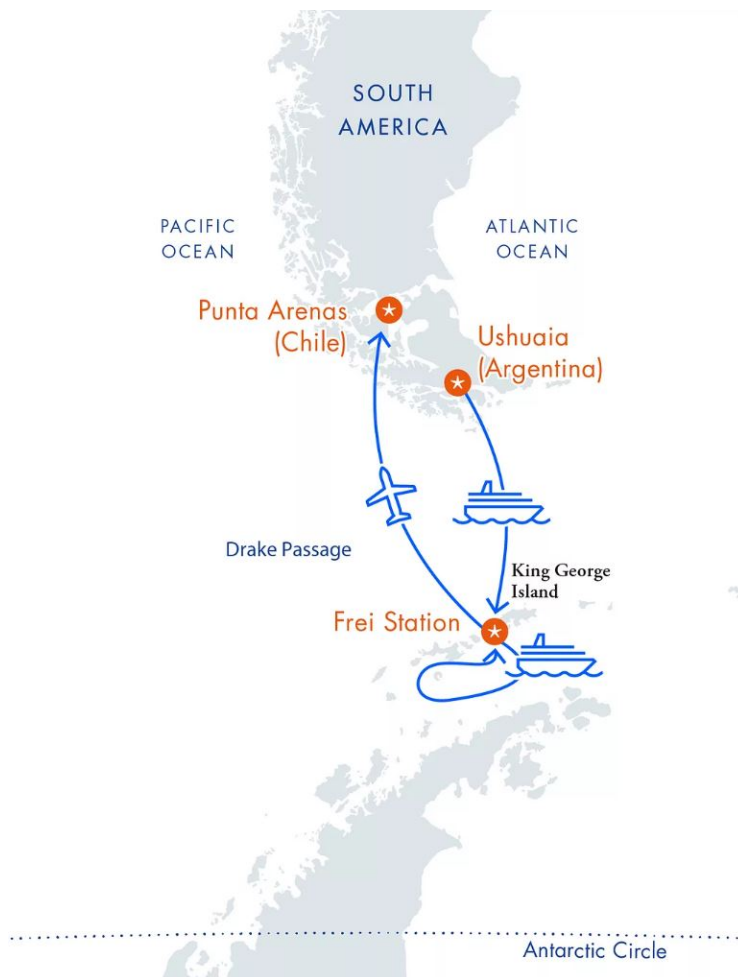 SOUTH
AMERICA
PACIFIC
OCEAN
ATLANTIC
OCEAN
Punta Arenas
(Chile)
Ushuaia
(Argentina)
Drake Passage
King George
Island
Frei Station
Antarctic Circle